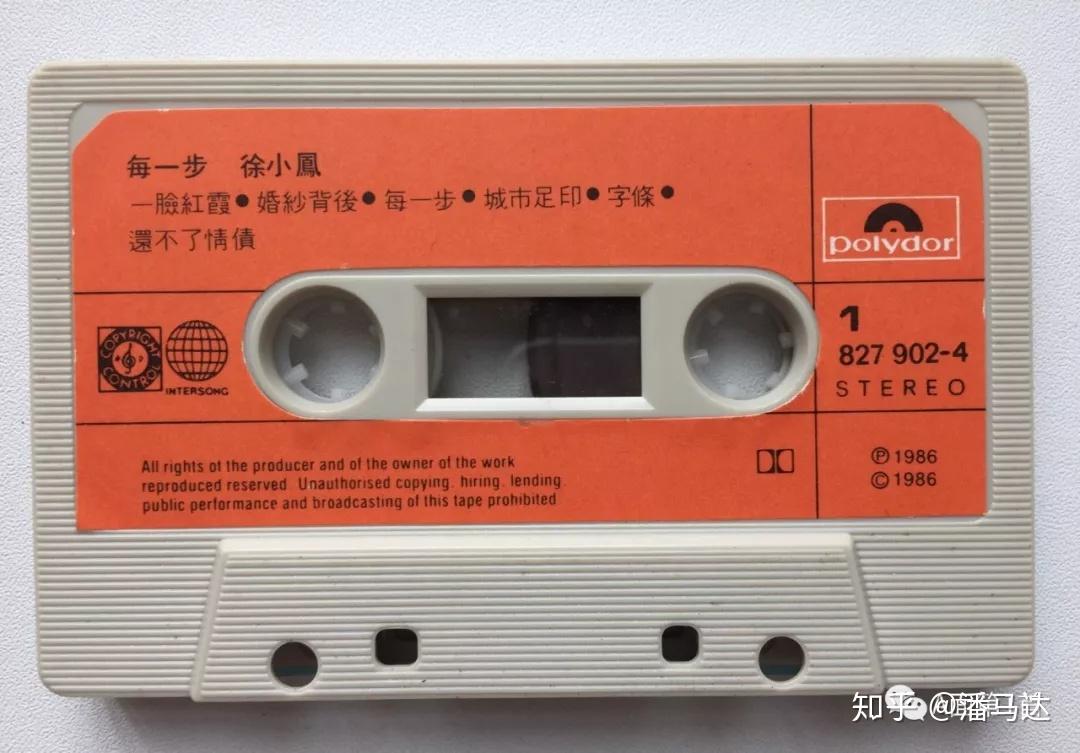 每一步 徐小鳳
一臉紅霞●婚紗背後●每一步●城市足印●字條●
還不了情債
polydor
COPYRIGHT CONTROL
INTERSONG
1
827 902-4
STEREO
All rights of the producer and of the owner of the work
reproduced reserved. Unauthorised copying. hiring. lending.
public performance and broadcasting of this tape prohibited
Ⓟ 1986
© 1986
知乎 @潘马达